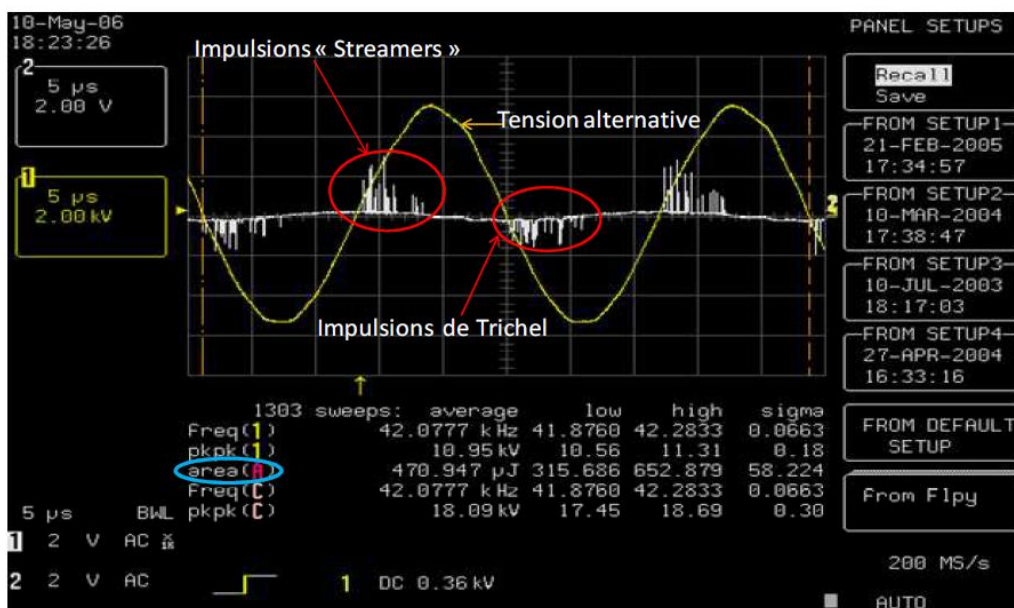 10-May-06
18:23:26
2
5 µs
2.00 V
1
5 µs
2.00 kV
Impulsions « Streamers »
Tension alternative
Impulsions de Trichel
2
1303 sweeps: average low high sigma
Freq(1) 42.0777 kHz 41.8760 42.2833 0.0663
pkpk(1) 10.95 kV 10.56 11.31 0.18
area(A) 470.947 µJ 315.686 652.879 58.224
Freq(C) 42.0777 kHz 41.8760 42.2833 0.0663
pkpk(C) 18.09 kV 17.45 18.69 0.30
5 µs BWL
1 2 V AC
2 2 V AC
1 DC 0.36 kV
PANEL SETUPS
Recall
Save
FROM SETUP1
21-FEB-2005
17:34:57
FROM SETUP2
10-MAR-2004
17:38:47
FROM SETUP3
10-JUL-2003
18:17:03
FROM SETUP4
27-APR-2004
16:33:16
FROM DEFAULT
SETUP
From Flpy
200 MS/s
AUTO